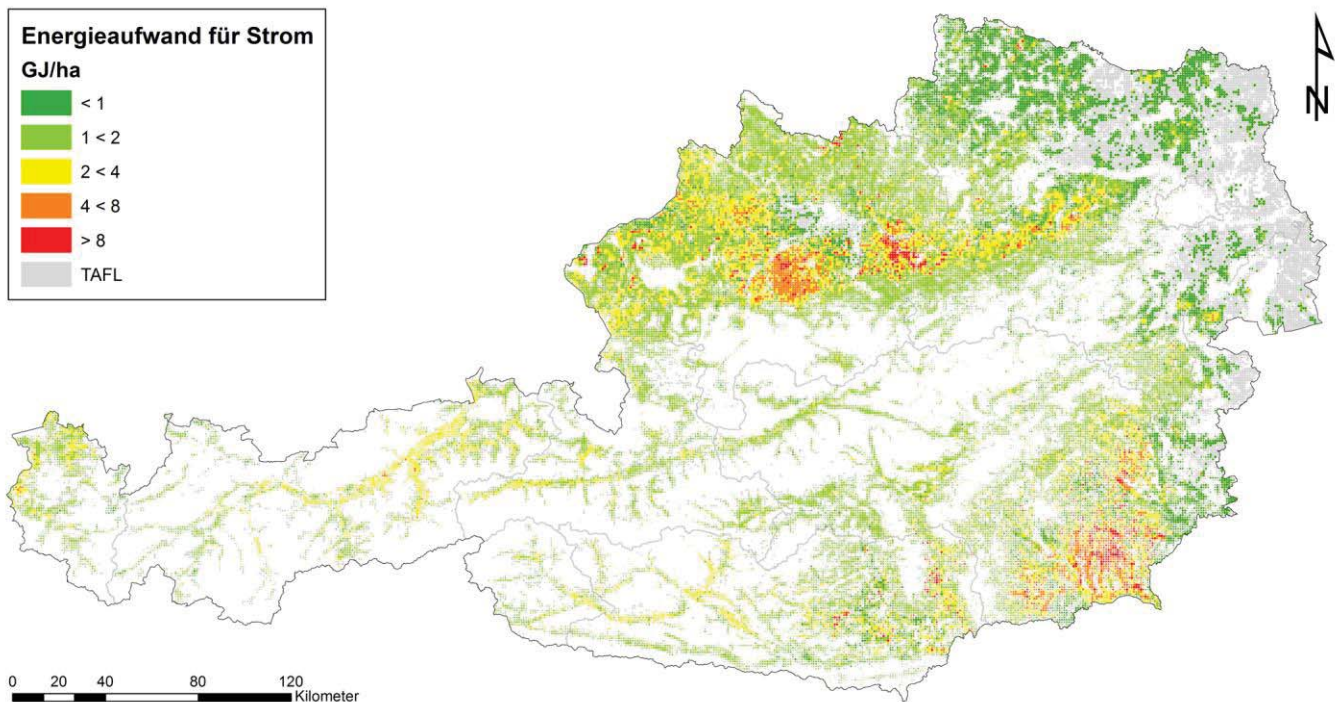 Energieaufwand für Strom
GJ/ha
< 1
1 < 2
2 < 4
4 < 8
> 8
TAFL
N
0 20 40 80 120
Kilometer